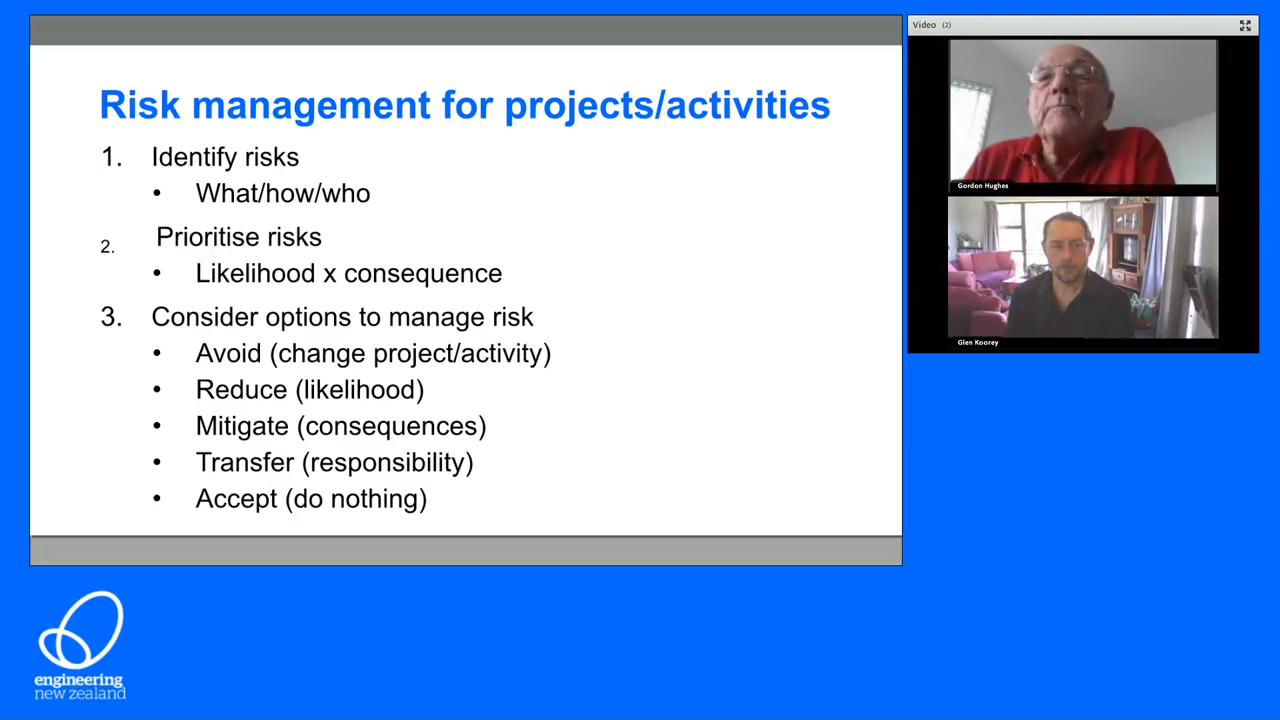 Risk management for projects/activities
1. Identify risks
• What/how/who
2. Prioritise risks
• Likelihood x consequence
3. Consider options to manage risk
• Avoid (change project/activity)
• Reduce (likelihood)
• Mitigate (consequences)
• Transfer (responsibility)
• Accept (do nothing)
Video (2)
Gordon Hughes
Glen Koorey
engineering
new zealand